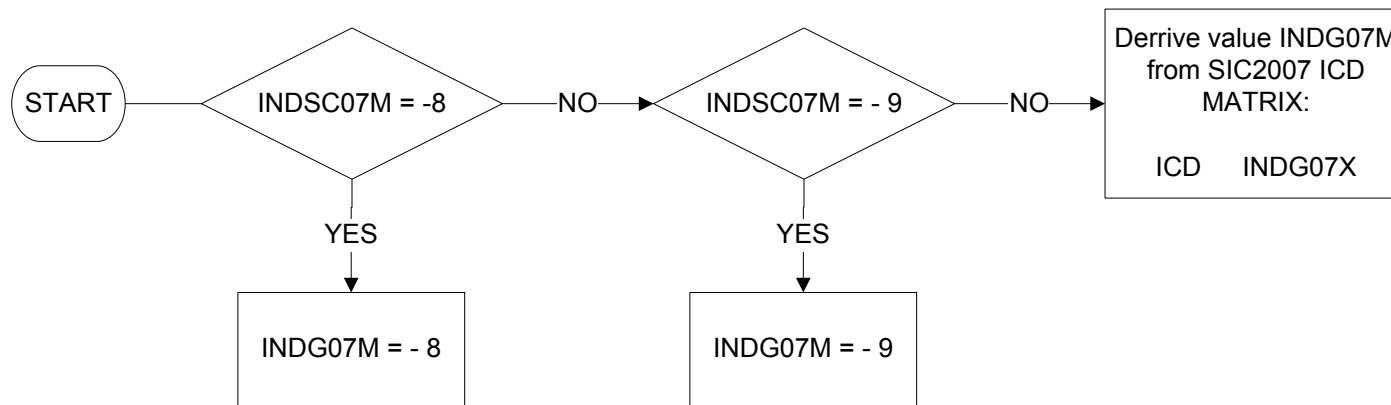 START
INDSC07M = -8
NO
INDSC07M = - 9
NO
Derrive value INDG07M
from SIC2007 ICD
MATRIX:
ICD INDG07X
YES
YES
INDG07M = - 8
INDG07M = - 9